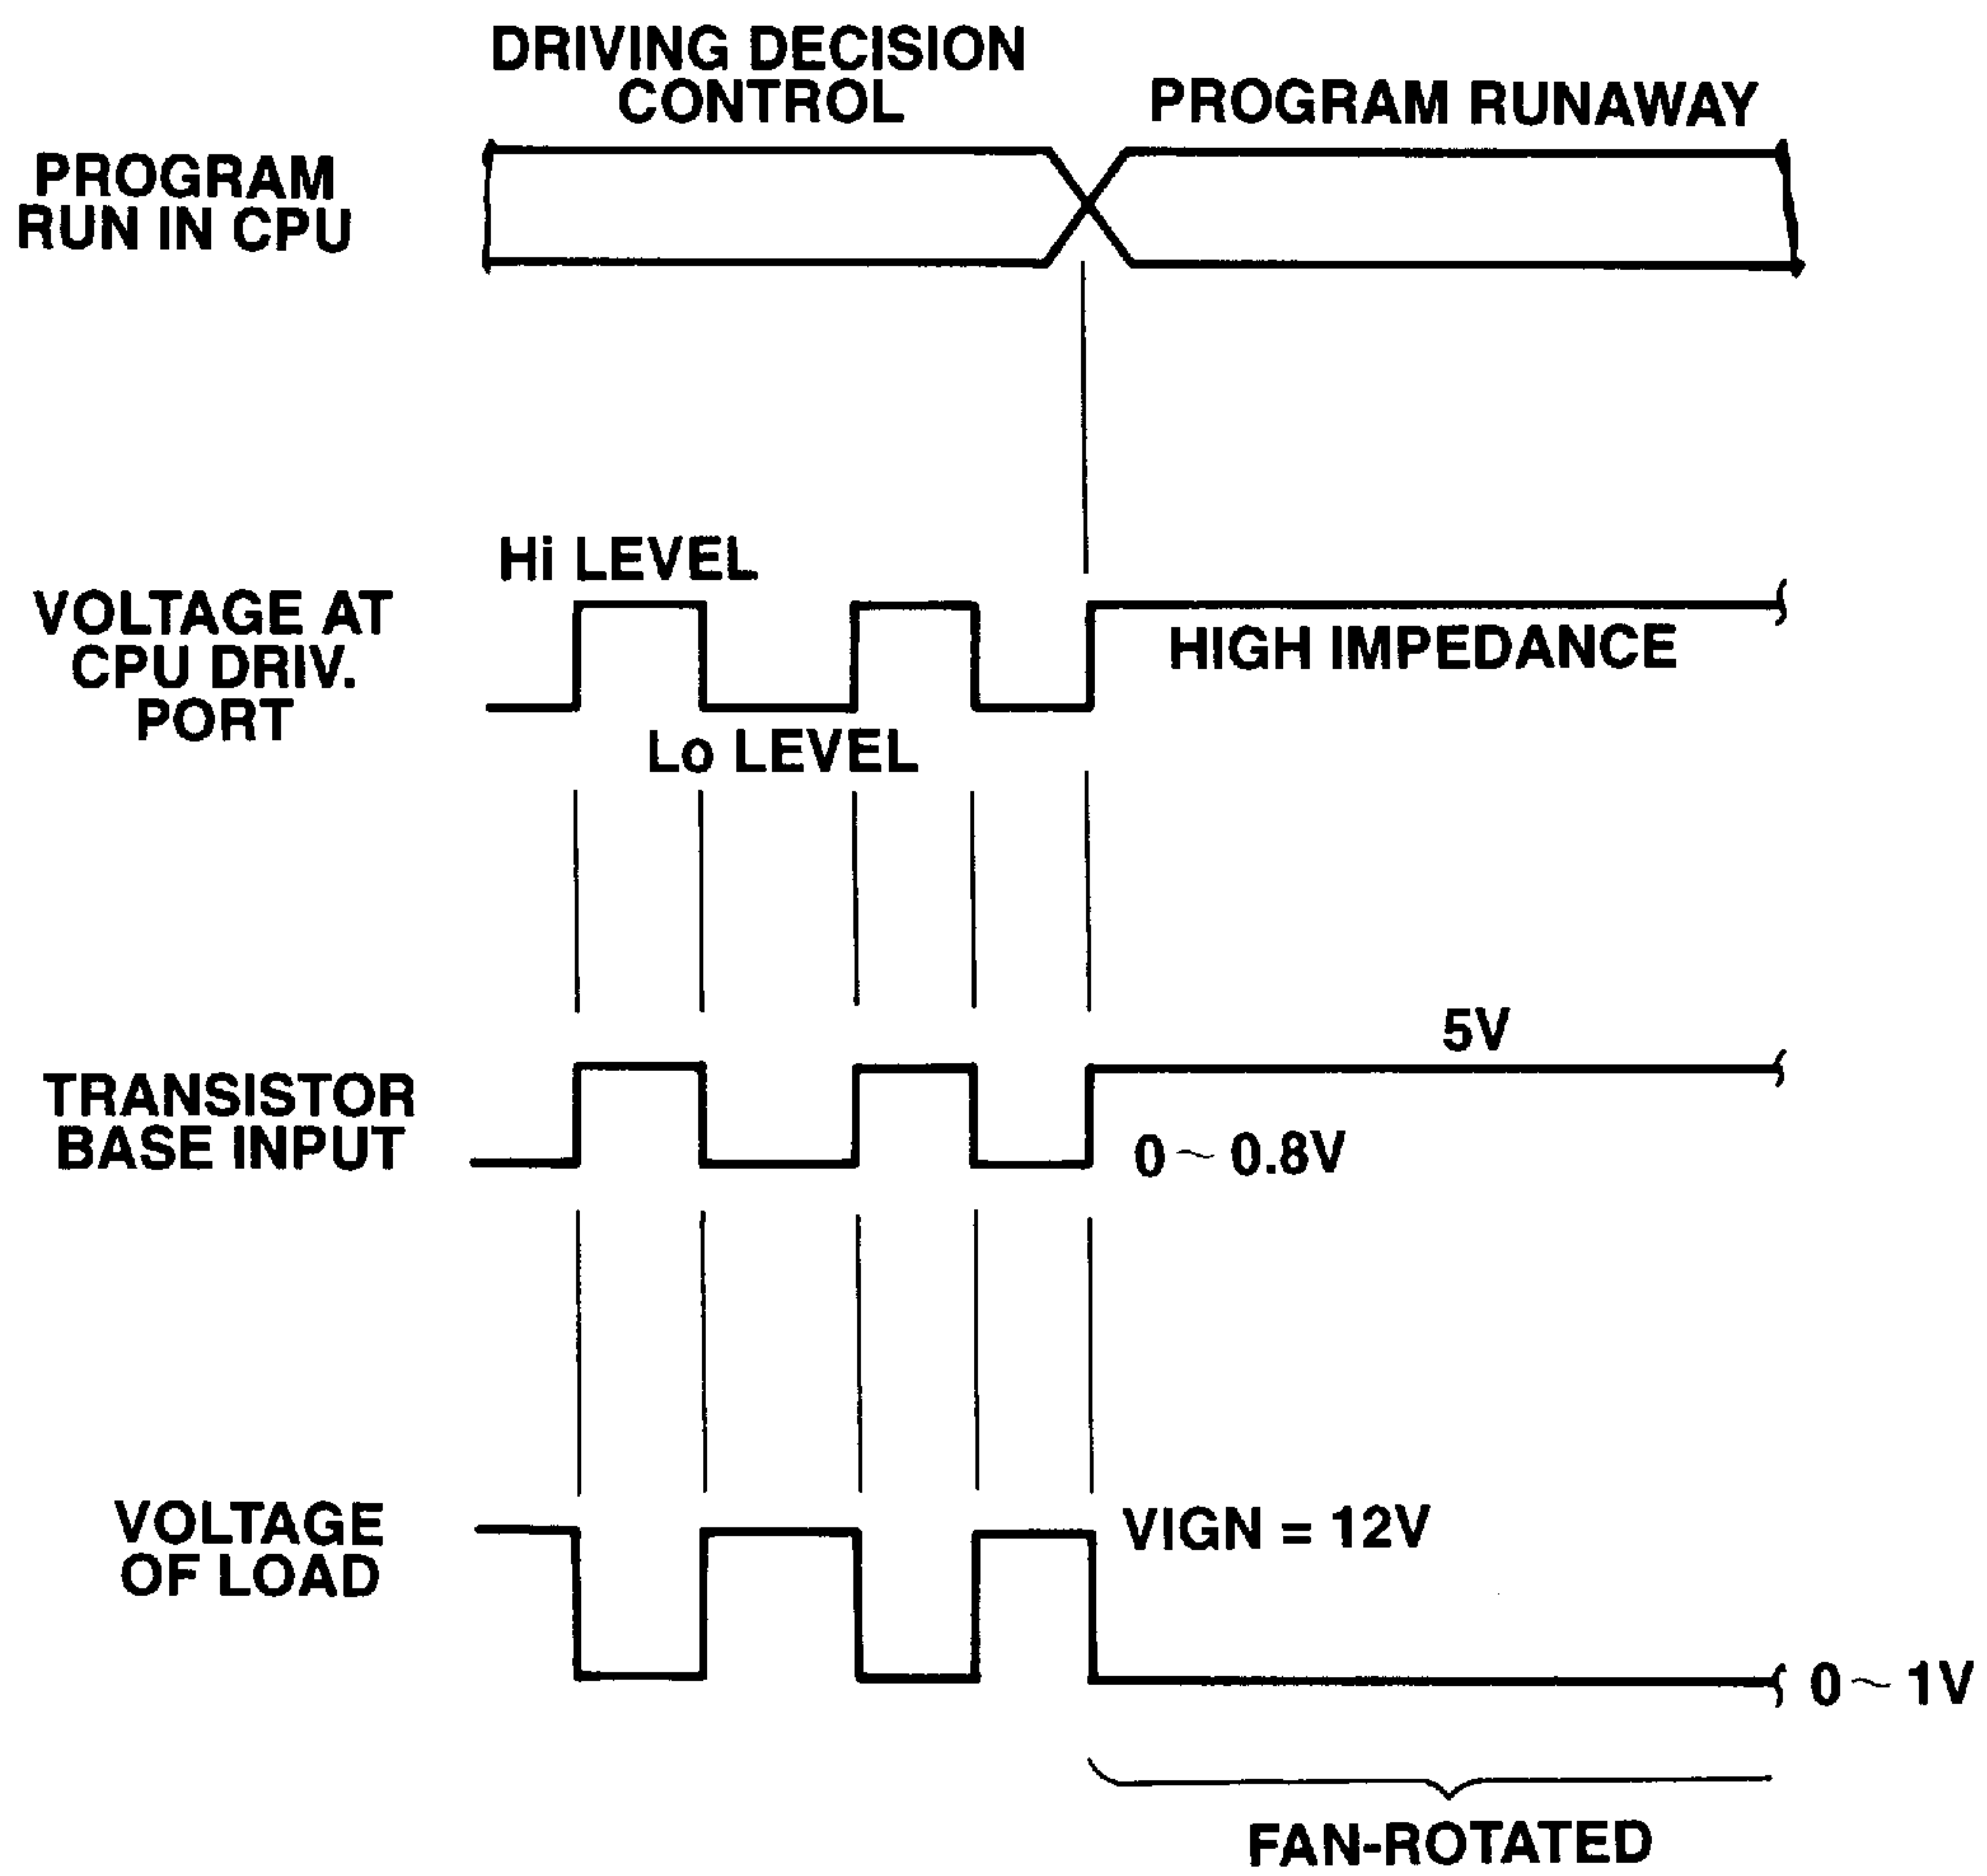 DRIVING DECISION
CONTROL
PROGRAM RUNAWAY
PROGRAM
RUN IN CPU
Hi LEVEL
VOLTAGE AT
CPU DRIV.
PORT
HIGH IMPEDANCE
Lo LEVEL
5V
TRANSISTOR
BASE INPUT
0 ~ 0.8V
VOLTAGE
OF LOAD
VIGN = 12V
0 ~ 1V
FAN-ROTATED